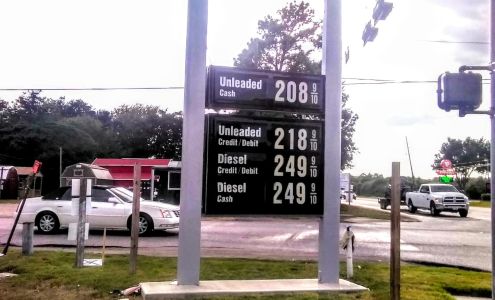 Unleaded
Cash 208 9/10
Unleaded
Credit/Debit 218 9/10
Diesel
Credit/Debit 249 9/10
Diesel
Cash 249 9/10